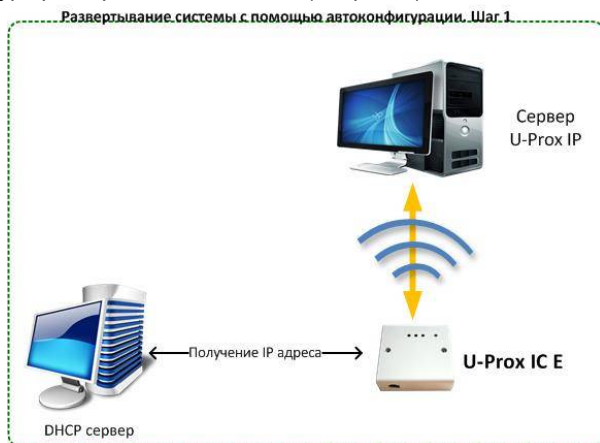 Развертывание системы с помощью автоконфигурации. Шаг 1
Сервер
U-Prox IP
Получение IP адреса
U-Prox IC E
DHCP сервер